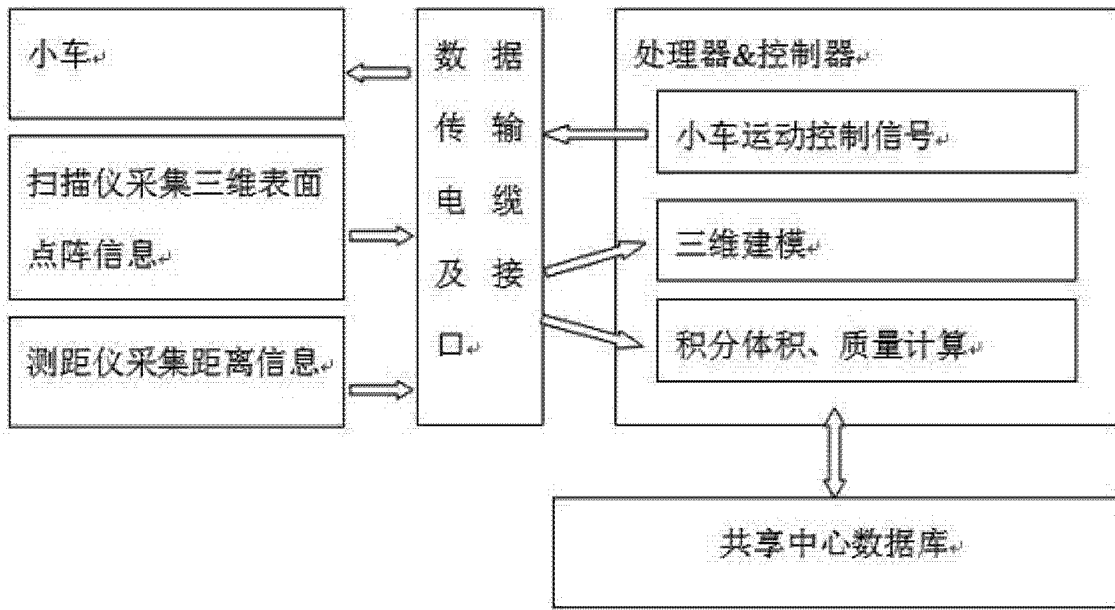 小车
扫描仪采集三维表面
点阵信息
测距仪采集距离信息
数据
传输
电缆
及接
口
处理器&控制器
小车运动控制信号
三维建模
积分体积、质量计算
共享中心数据库